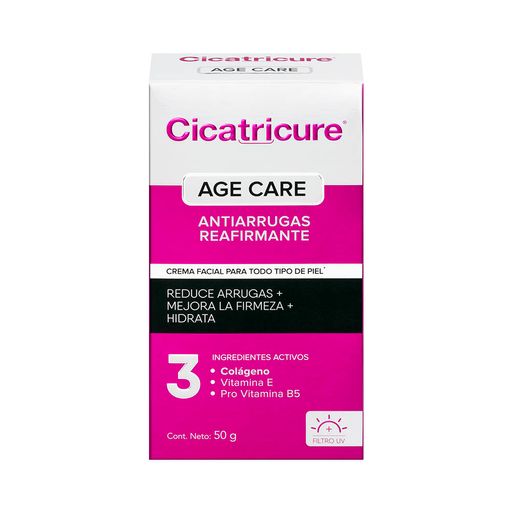 Cicatricure®
AGE CARE
Cicatricure®
AGE CARE
ANTIARRUGAS
REAFIRMANTE
CREMA FACIAL PARA TODO TIPO DE PIEL*
REDUCE ARRUGAS +
MEJORA LA FIRMEZA +
HIDRATA
3 INGREDIENTES ACTIVOS
• Colágeno
• Vitamina E
• Pro Vitamina B5
Cont. Neto: 50 g
FILTRO UV